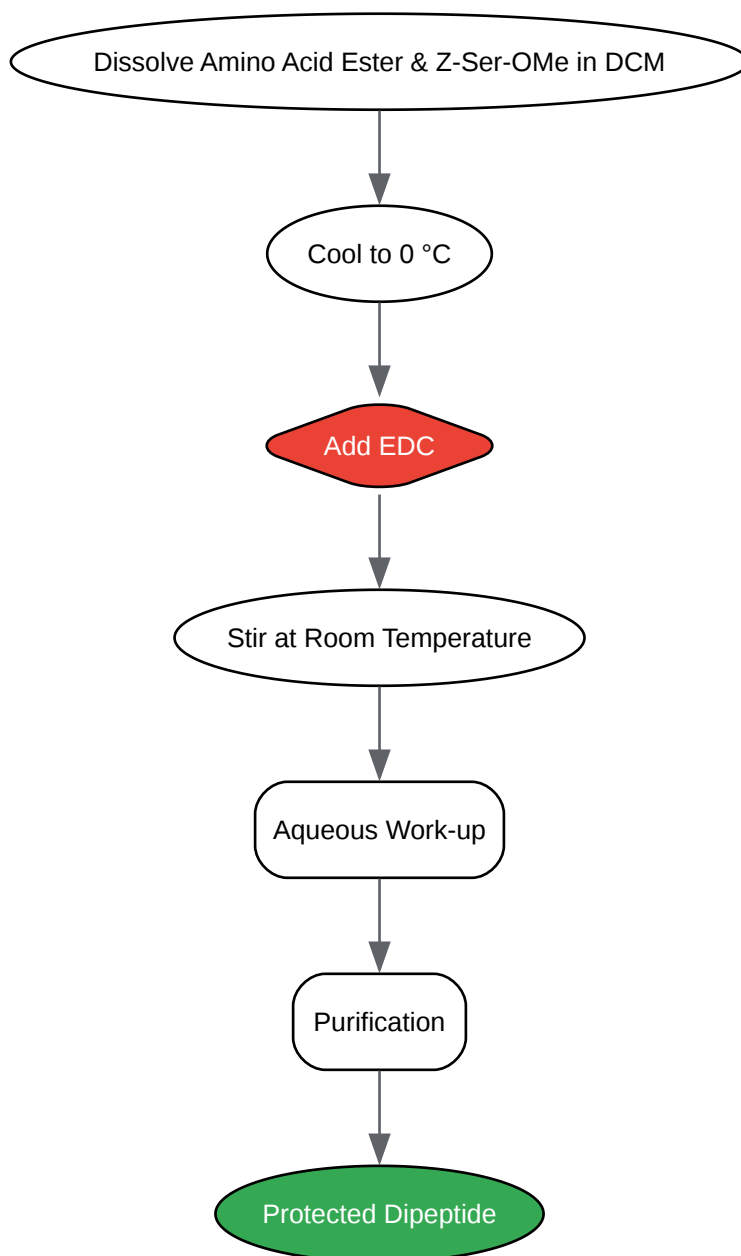 Dissolve Amino Acid Ester & Z-Ser-OMe in DCM
Cool to 0 °C
Add EDC
Stir at Room Temperature
Aqueous Work-up
Purification
Protected Dipeptide